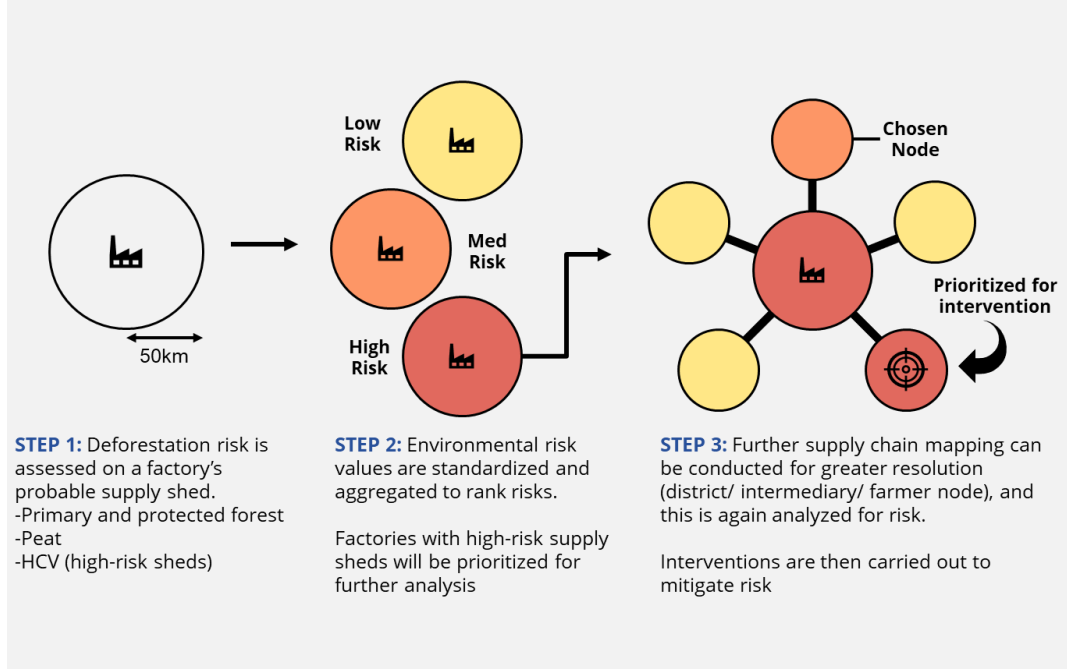 Low
Risk
Med
Risk
High
Risk
50km
Chosen
Node
Prioritized for
intervention
STEP 1: Deforestation risk is
assessed on a factory's
probable supply shed.
-Primary and protected forest
-Peat
-HCV (high-risk sheds)
STEP 2: Environmental risk
values are standardized and
aggregated to rank risks.
Factories with high-risk supply
sheds will be prioritized for
further analysis
STEP 3: Further supply chain mapping can
be conducted for greater resolution
(district/ intermediary/ farmer node), and
this is again analyzed for risk.
Interventions are then carried out to
mitigate risk